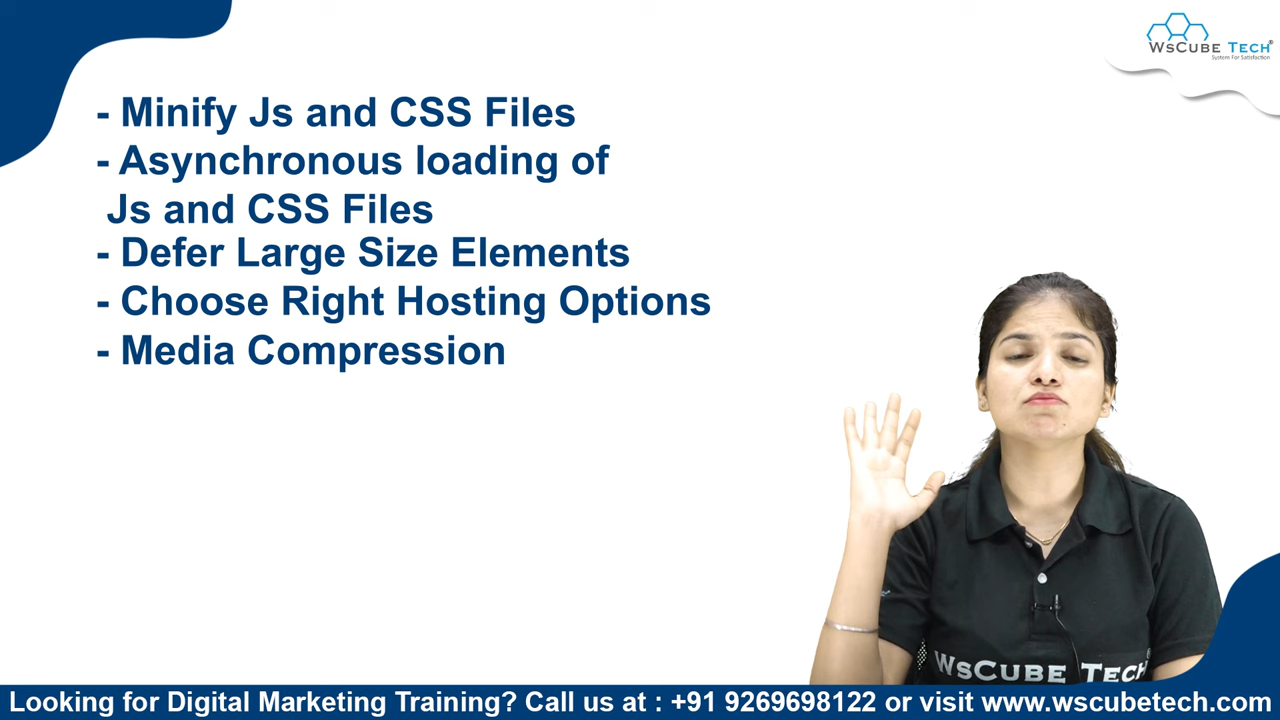 WsCube Tech®
System For Satisfaction
- Minify Js and CSS Files
- Asynchronous loading of
Js and CSS Files
- Defer Large Size Elements
- Choose Right Hosting Options
- Media Compression
WsCube Tech
Looking for Digital Marketing Training? Call us at : +91 9269698122 or visit www.wscubetech.com